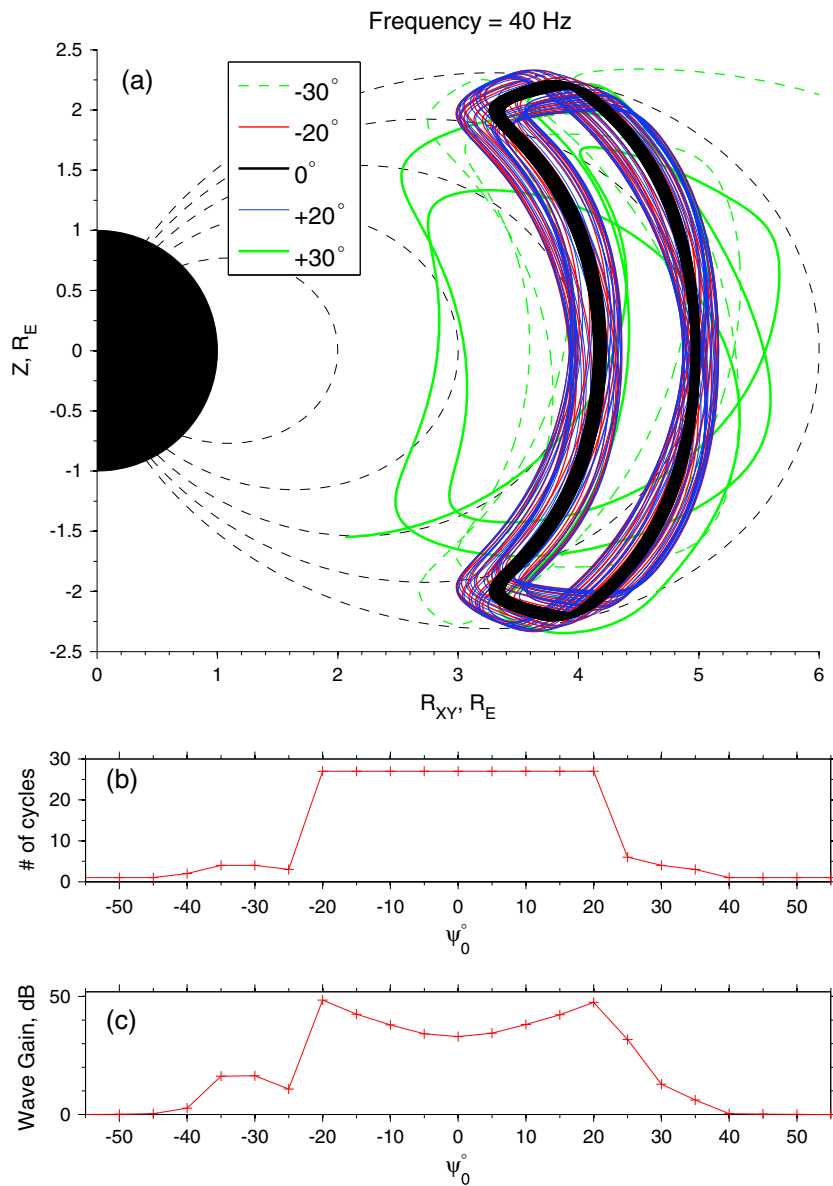 Frequency = 40 Hz
(a)
-30°
-20°
0°
+20°
+30°
2.5
2
1.5
1
0.5
0
-0.5
-1
-1.5
-2
-2.5
Z, R_E
0 1 2 3 4 5 6
R_XY, R_E
(b)
30
20
10
0
# of cycles
-50 -40 -30 -20 -10 0 10 20 30 40 50
ψ_0°
(c)
50
0
Wave Gain, dB
-50 -40 -30 -20 -10 0 10 20 30 40 50
ψ_0°